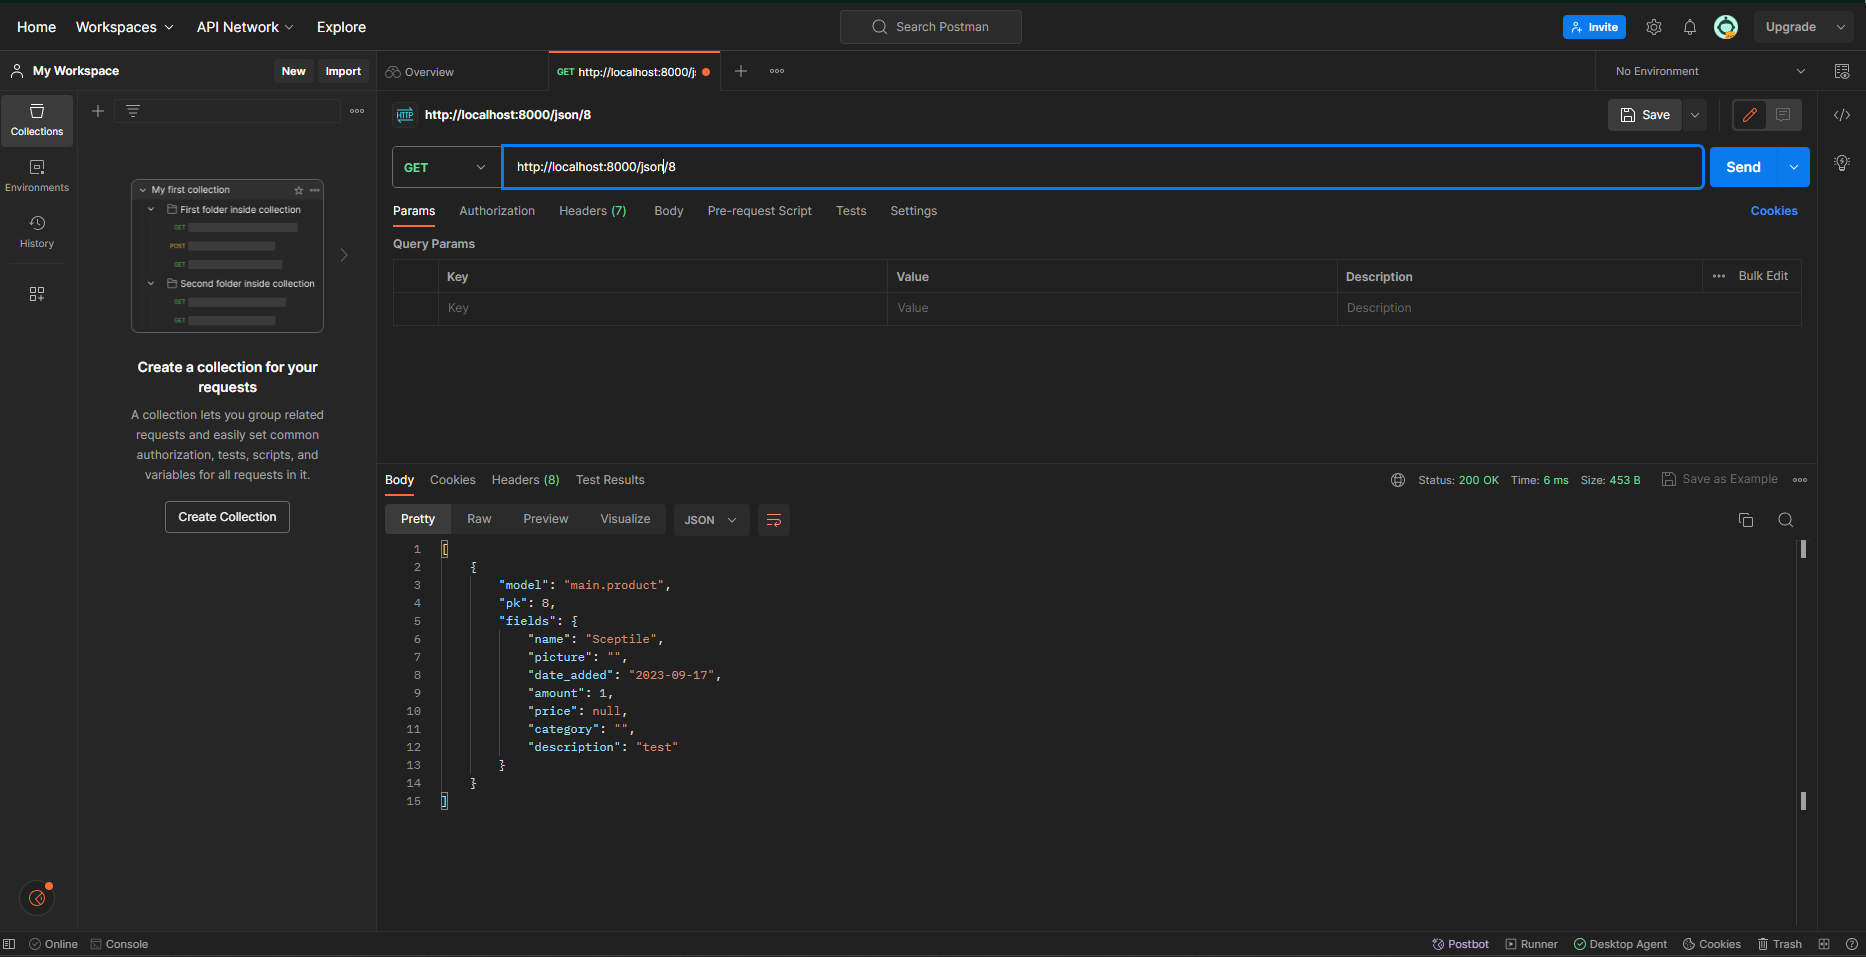 Home Workspaces API Network Explore Search Postman Invite Upgrade
My Workspace New Import Overview GET http://localhost:8000/j No Environment
Collections
Environments
History
My first collection
First folder inside collection
GET
POST
GET
Second folder inside collection
GET
GET
Create a collection for your
requests
A collection lets you group related
requests and easily set common
authorization, tests, scripts, and
variables for all requests in it.
Create Collection
HTTP http://localhost:8000/json/8 Save
GET http://localhost:8000/json/8 Send
Params Authorization Headers (7) Body Pre-request Script Tests Settings Cookies
Query Params
Key Value Description Bulk Edit
Key Value Description
Body Cookies Headers (8) Test Results Status: 200 OK Time: 6 ms Size: 453 B Save as Example
Pretty Raw Preview Visualize JSON
1 [
2 {
3 "model": "main.product",
4 "pk": 8,
5 "fields": {
6 "name": "Sceptile",
7 "picture": "",
8 "date_added": "2023-09-17",
9 "amount": 1,
10 "price": null,
11 "category": "",
12 "description": "test"
13 }
14 }
15 ]
Online Console Postbot Runner Desktop Agent Cookies Trash